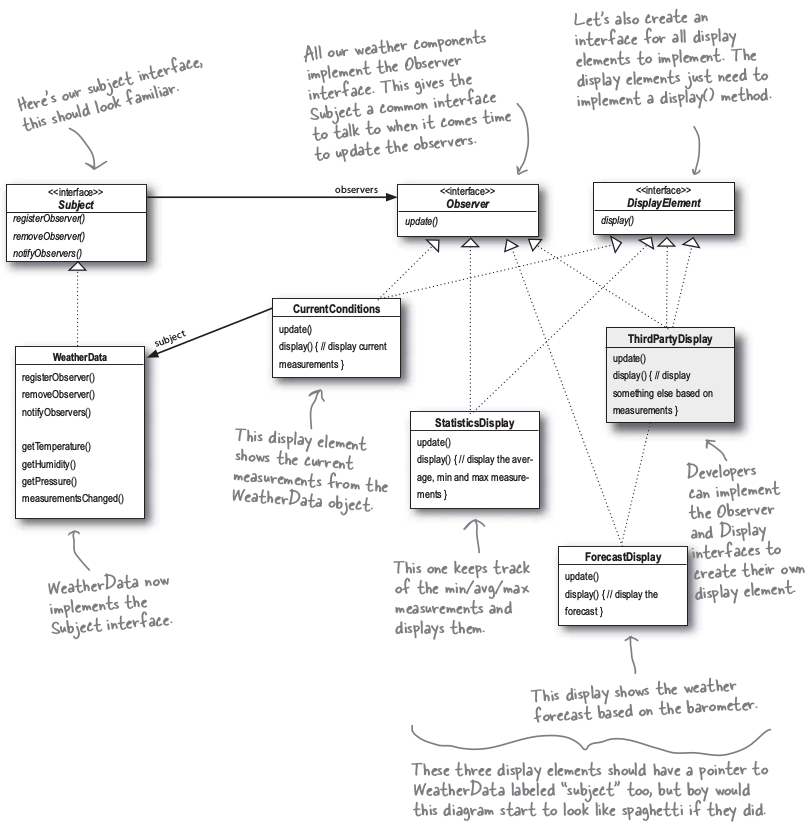 Here's our subject interface,
this should look familiar.
All our weather components
implement the Observer
interface. This gives the
Subject a common interface
to talk to when it comes time
to update the observers.
Let's also create an
interface for all display
elements to implement. The
display elements just need to
implement a display() method.
<<interface>>
Subject
registerObserver()
removeObserver()
notifyObservers()
observers
<<interface>>
Observer
update()
<<interface>>
DisplayElement
display()
subject
WeatherData
registerObserver()
removeObserver()
notifyObservers()
getTemperature()
getHumidity()
getPressure()
measurementsChanged()
WeatherData now
implements the
Subject interface.
CurrentConditions
update()
display() { // display current
measurements }
This display element
shows the current
measurements from the
WeatherData object.
StatisticsDisplay
update()
display() { // display the aver-
age, min and max measure-
ments }
This one keeps track
of the min/avg/max
measurements and
displays them.
ThirdPartyDisplay
update()
display() { // display
something else based on
measurements }
Developers
can implement
the Observer
and Display
interfaces to
create their own
display element.
ForecastDisplay
update()
display() { // display the
forecast }
This display shows the weather
forecast based on the barometer.
These three display elements should have a pointer to
WeatherData labeled “subject” too, but boy would
this diagram start to look like spaghetti if they did.